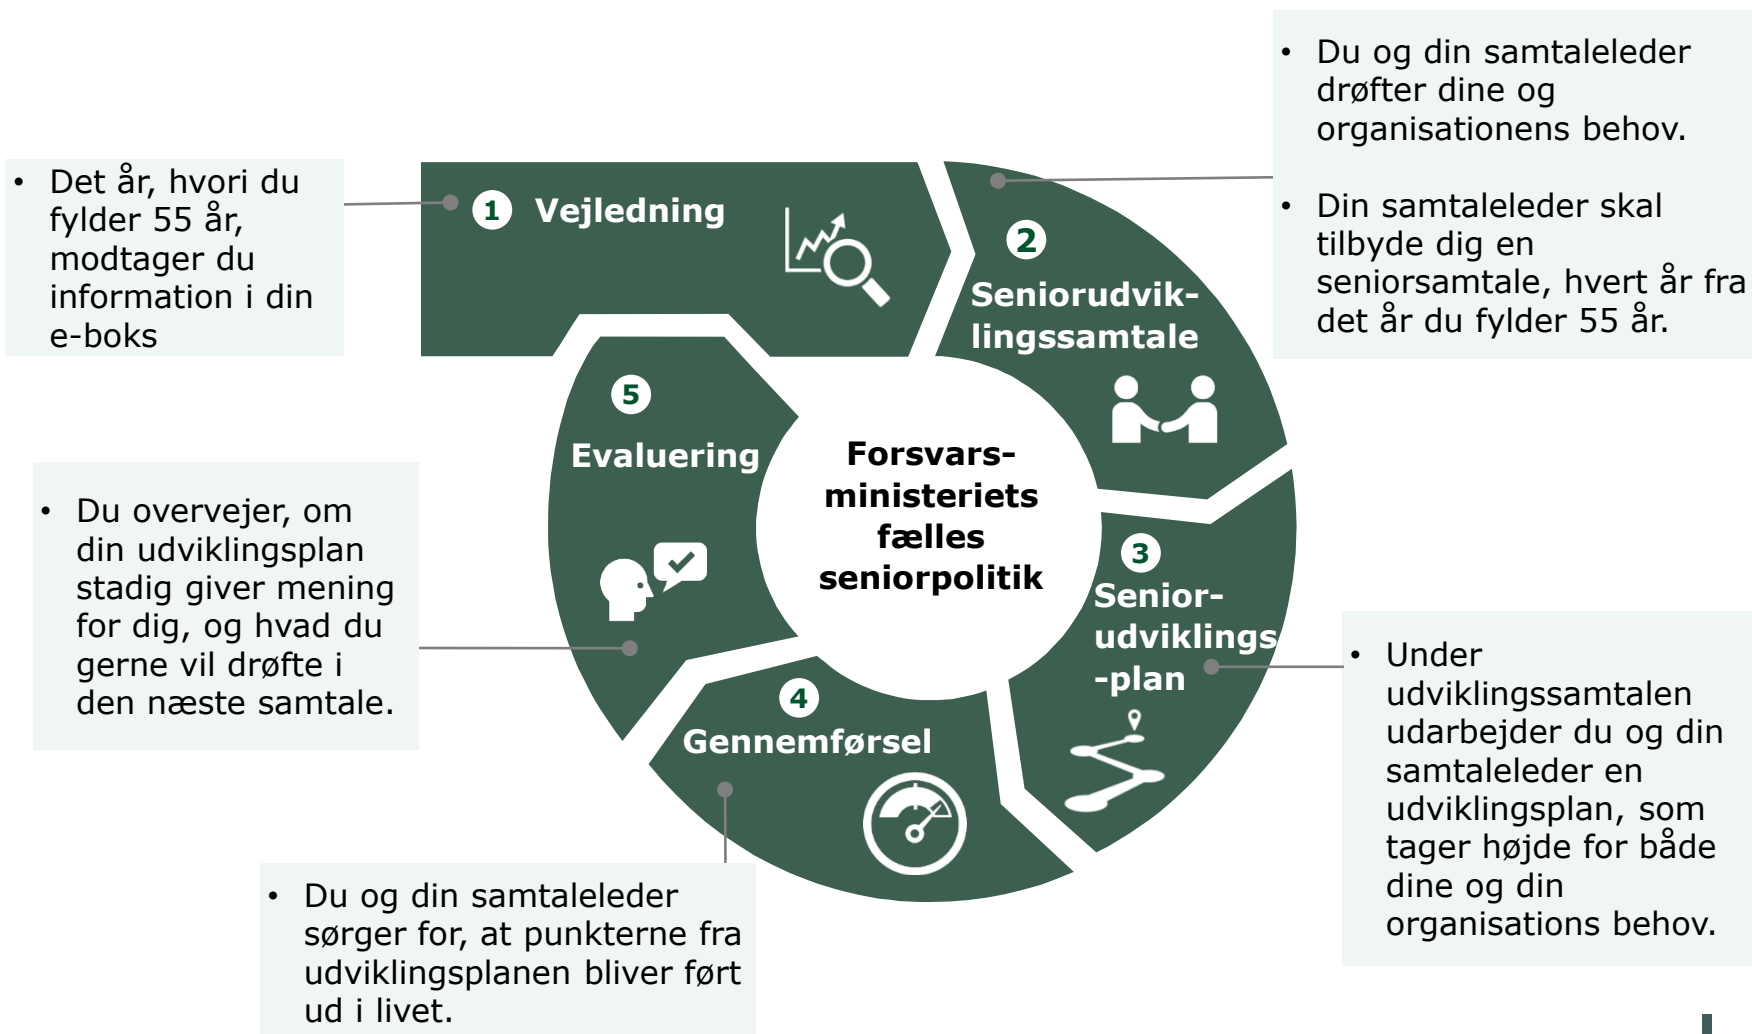 • Det år, hvori du
fylder 55 år,
modtager du
information i din
e-boks
1 Vejledning
• Du og din samtaleleder
drøfter dine og
organisationens behov.
• Din samtaleleder skal
tilbyde dig en
seniorsamtale, hvert år fra
det år du fylder 55 år.
2
Seniorudvik-
lingssamtale
3
Senior-
udviklings
-plan
• Under
udviklingssamtalen
udarbejder du og din
samtaleleder en
udviklingsplan, som
tager højde for både
dine og din
organisations behov.
4
Gennemførsel
• Du og din samtaleleder
sørger for, at punkterne fra
udviklingsplanen bliver ført
ud i livet.
5
Evaluering
• Du overvejer, om
din udviklingsplan
stadig giver mening
for dig, og hvad du
gerne vil drøfte i
den næste samtale.
Forsvars-
ministeriets
fælles
seniorpolitik